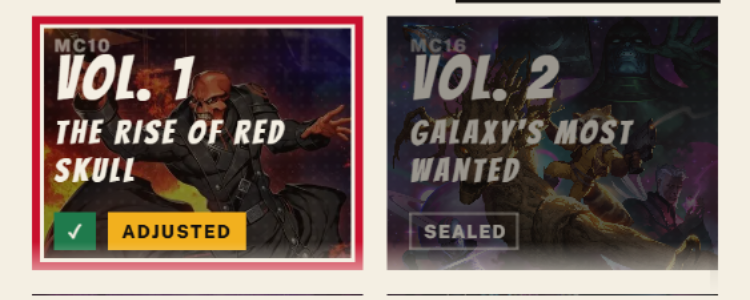 MC10
VOL. 1
THE RISE OF RED
SKULL
✓ ADJUSTED
MC16
VOL. 2
GALAXY'S MOST
WANTED
SEALED